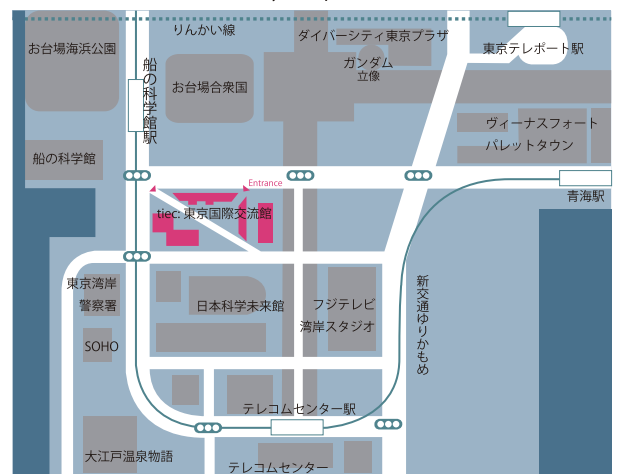 りんかい線
ダイバーシティ東京プラザ
お台場海浜公園
東京テレポート駅
船の科学館駅
ガンダム
立像
お台場合衆国
ヴィーナスフォート
パレットタウン
船の科学館
Entrance
青海駅
tiec: 東京国際交流館
東京湾岸
警察署
新交通ゆりかもめ
日本科学未来館
フジテレビ
湾岸スタジオ
SOHO
テレコムセンター駅
大江戸温泉物語
テレコムセンター